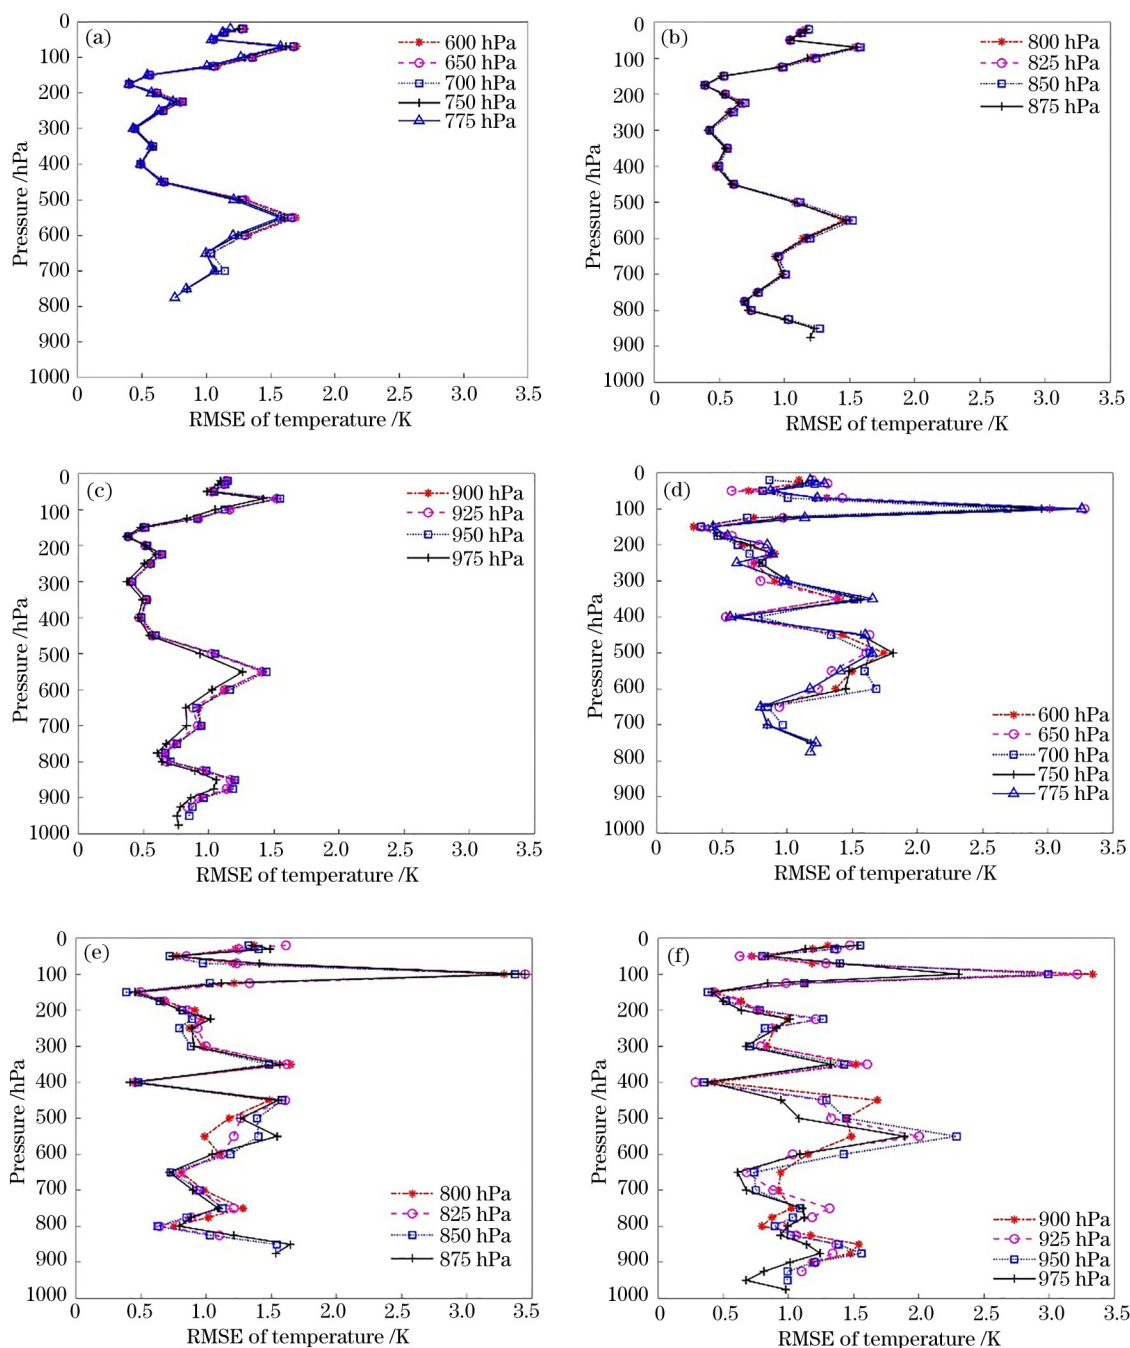 (a)
600 hPa
650 hPa
700 hPa
750 hPa
775 hPa
0
100
200
300
400
500
600
700
800
900
1000
Pressure /hPa
0 0.5 1.0 1.5 2.0 2.5 3.0 3.5
RMSE of temperature /K
(b)
800 hPa
825 hPa
850 hPa
875 hPa
0
100
200
300
400
500
600
700
800
900
1000
Pressure /hPa
0 0.5 1.0 1.5 2.0 2.5 3.0 3.5
RMSE of temperature /K
(c)
900 hPa
925 hPa
950 hPa
975 hPa
0
100
200
300
400
500
600
700
800
900
1000
Pressure /hPa
0 0.5 1.0 1.5 2.0 2.5 3.0 3.5
RMSE of temperature /K
(d)
600 hPa
650 hPa
700 hPa
750 hPa
775 hPa
0
100
200
300
400
500
600
700
800
900
1000
Pressure /hPa
0 0.5 1.0 1.5 2.0 2.5 3.0 3.5
RMSE of temperature /K
(e)
800 hPa
825 hPa
850 hPa
875 hPa
0
100
200
300
400
500
600
700
800
900
1000
Pressure /hPa
0 0.5 1.0 1.5 2.0 2.5 3.0 3.5
RMSE of temperature /K
(f)
900 hPa
925 hPa
950 hPa
975 hPa
0
100
200
300
400
500
600
700
800
900
1000
Pressure /hPa
0 0.5 1.0 1.5 2.0 2.5 3.0 3.5
RMSE of temperature /K